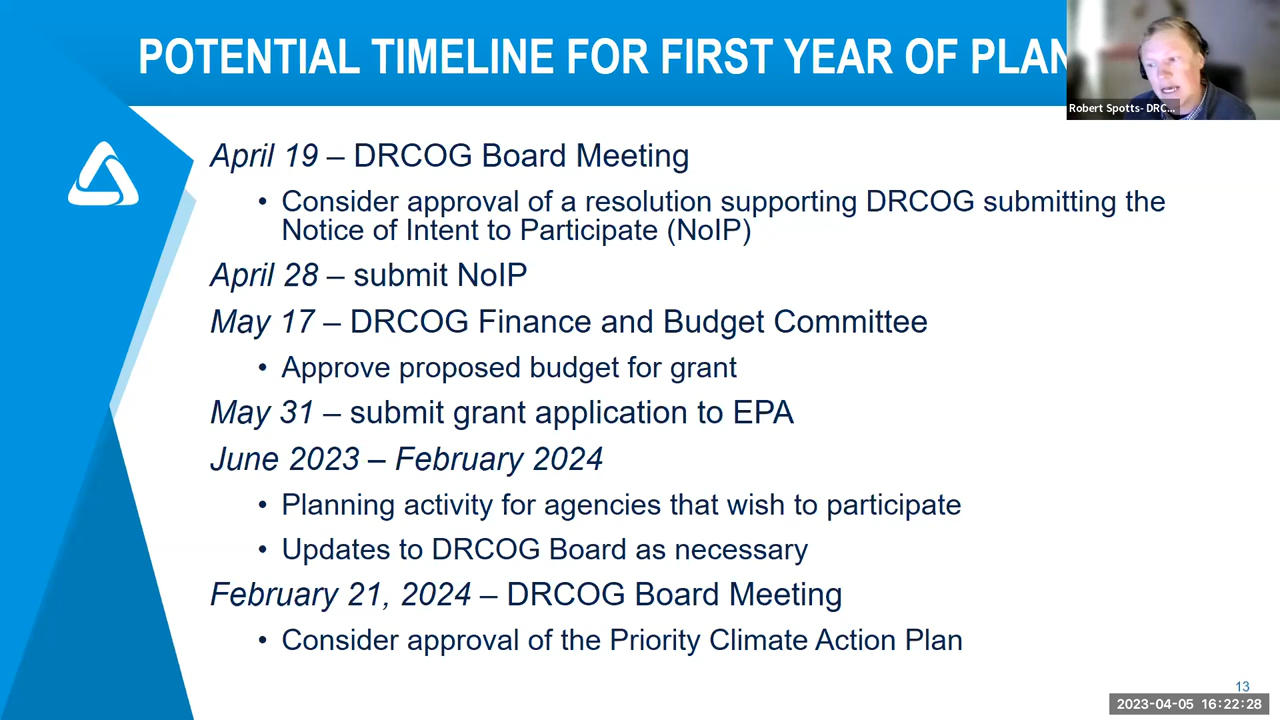 POTENTIAL TIMELINE FOR FIRST YEAR OF PLAN
Robert Spotts- DRC...
April 19 – DRCOG Board Meeting
• Consider approval of a resolution supporting DRCOG submitting the
Notice of Intent to Participate (NoIP)
April 28 – submit NoIP
May 17 – DRCOG Finance and Budget Committee
• Approve proposed budget for grant
May 31 – submit grant application to EPA
June 2023 – February 2024
• Planning activity for agencies that wish to participate
• Updates to DRCOG Board as necessary
February 21, 2024 – DRCOG Board Meeting
• Consider approval of the Priority Climate Action Plan
13
2023-04-05 16:22:28